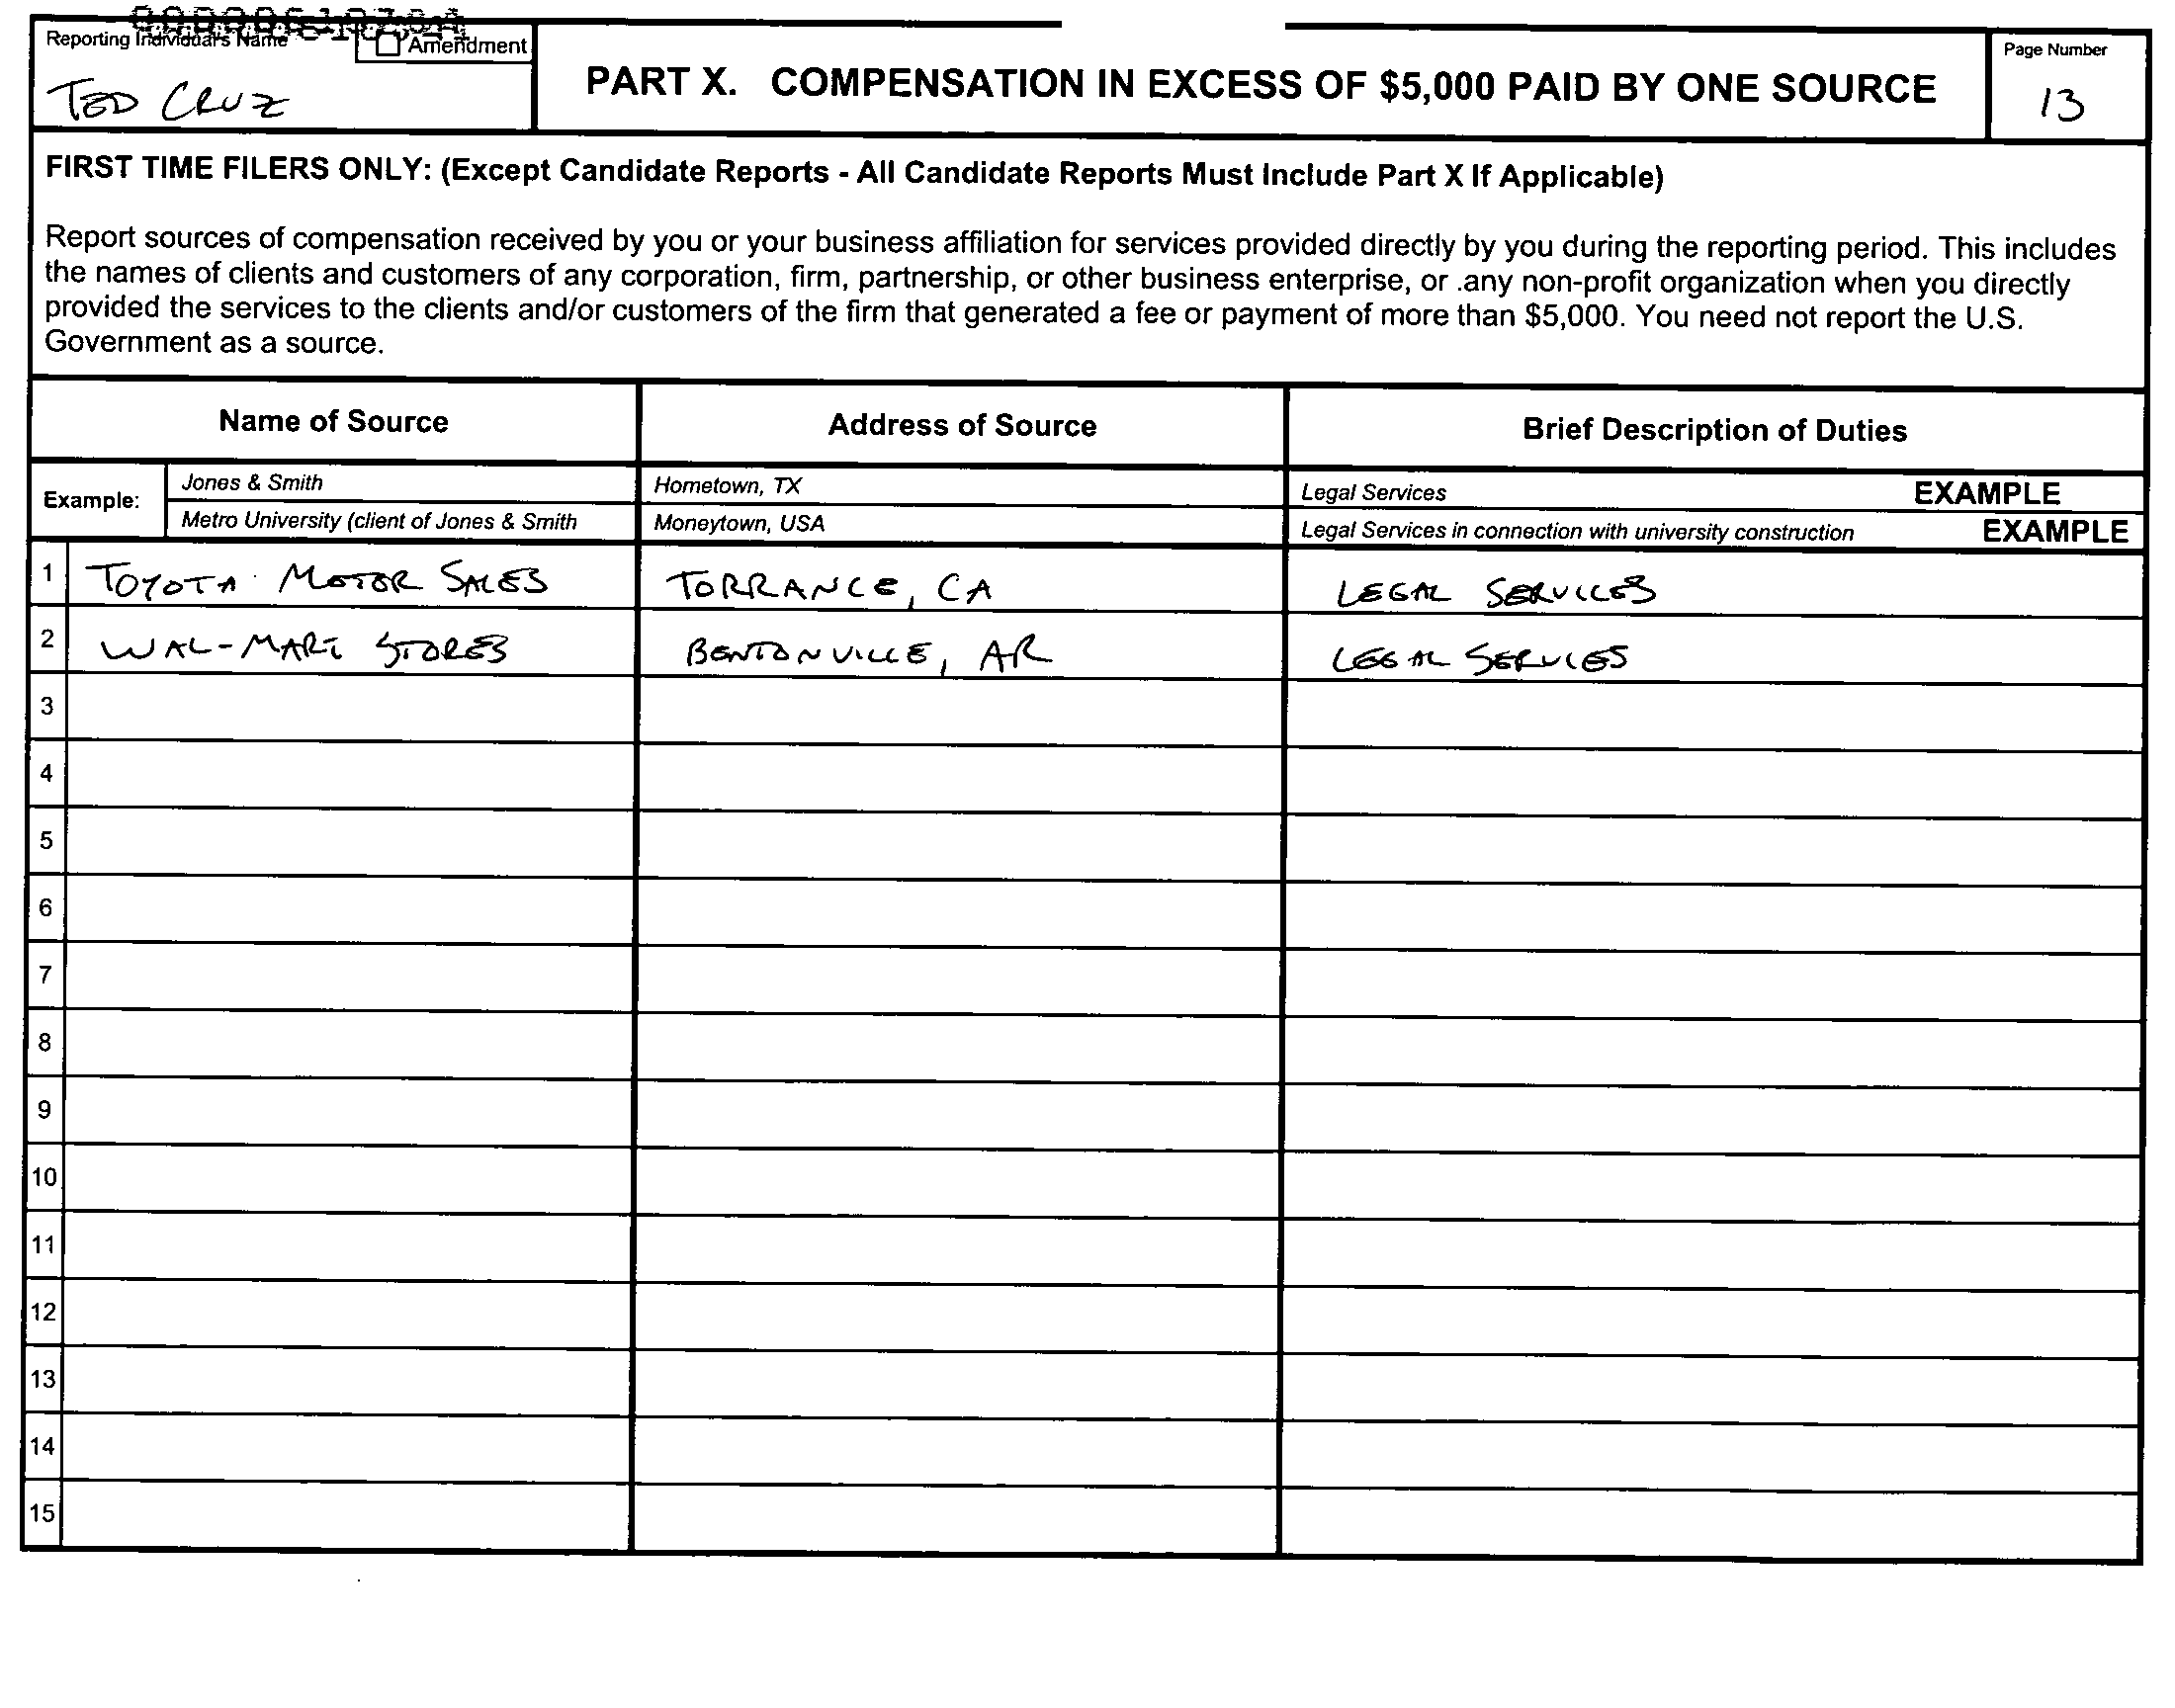 Reporting Individual's Name
Amendment
TED CRUZ
PART X. COMPENSATION IN EXCESS OF $5,000 PAID BY ONE SOURCE
Page Number
13
FIRST TIME FILERS ONLY: (Except Candidate Reports - All Candidate Reports Must Include Part X If Applicable)
Report sources of compensation received by you or your business affiliation for services provided directly by you during the reporting period. This includes
the names of clients and customers of any corporation, firm, partnership, or other business enterprise, or .any non-profit organization when you directly
provided the services to the clients and/or customers of the firm that generated a fee or payment of more than $5,000. You need not report the U.S.
Government as a source.
Name of Source Address of Source Brief Description of Duties
Example: Jones & Smith Hometown, TX Legal Services EXAMPLE
Metro University (client of Jones & Smith Moneytown, USA Legal Services in connection with university construction EXAMPLE
1 TOYOTA MOTOR SALES TORRANCE, CA LEGAL SERVICES
2 WAL-MART STORES BENTONVILLE, AR LEGAL SERVICES
3
4
5
6
7
8
9
10
11
12
13
14
15